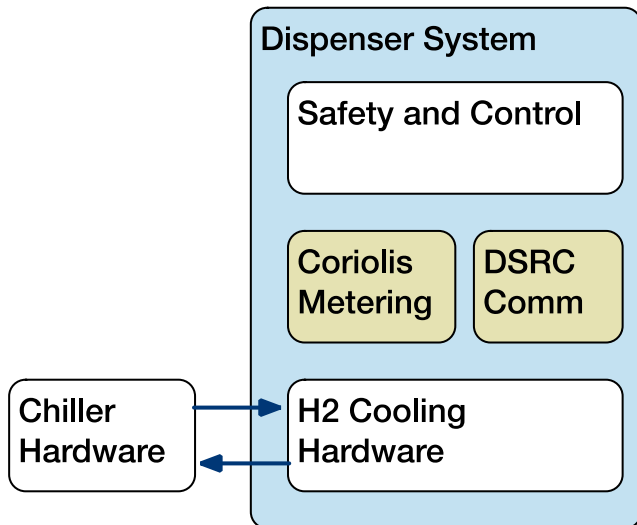 Dispenser System
Safety and Control
Coriolis
Metering
DSRC
Comm
Chiller
Hardware
H2 Cooling
Hardware